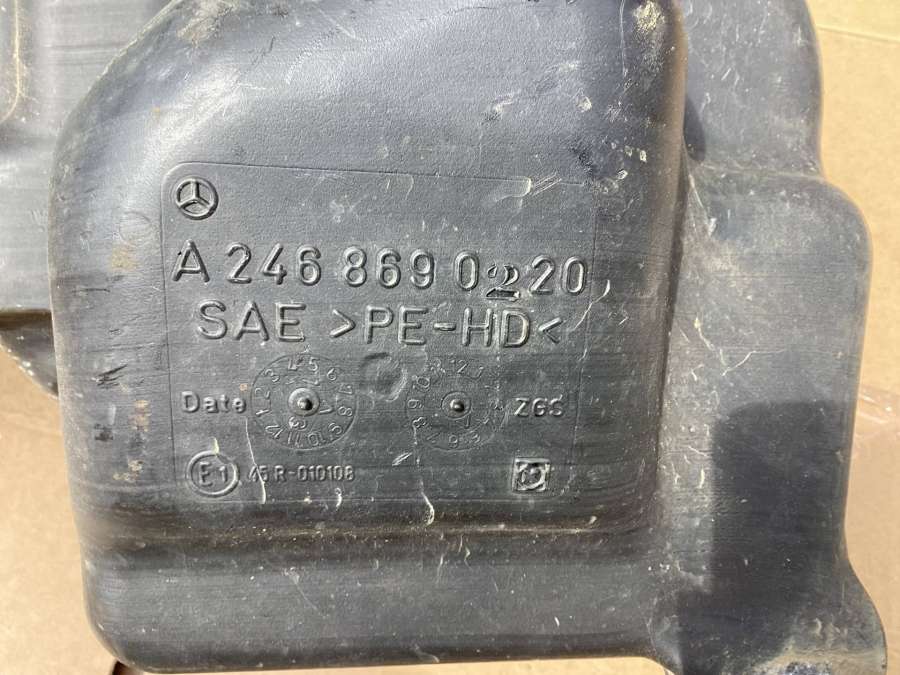 A 246 869 0220
SAE >PE-HD<
Date
ZGS
E1 45 R-010108